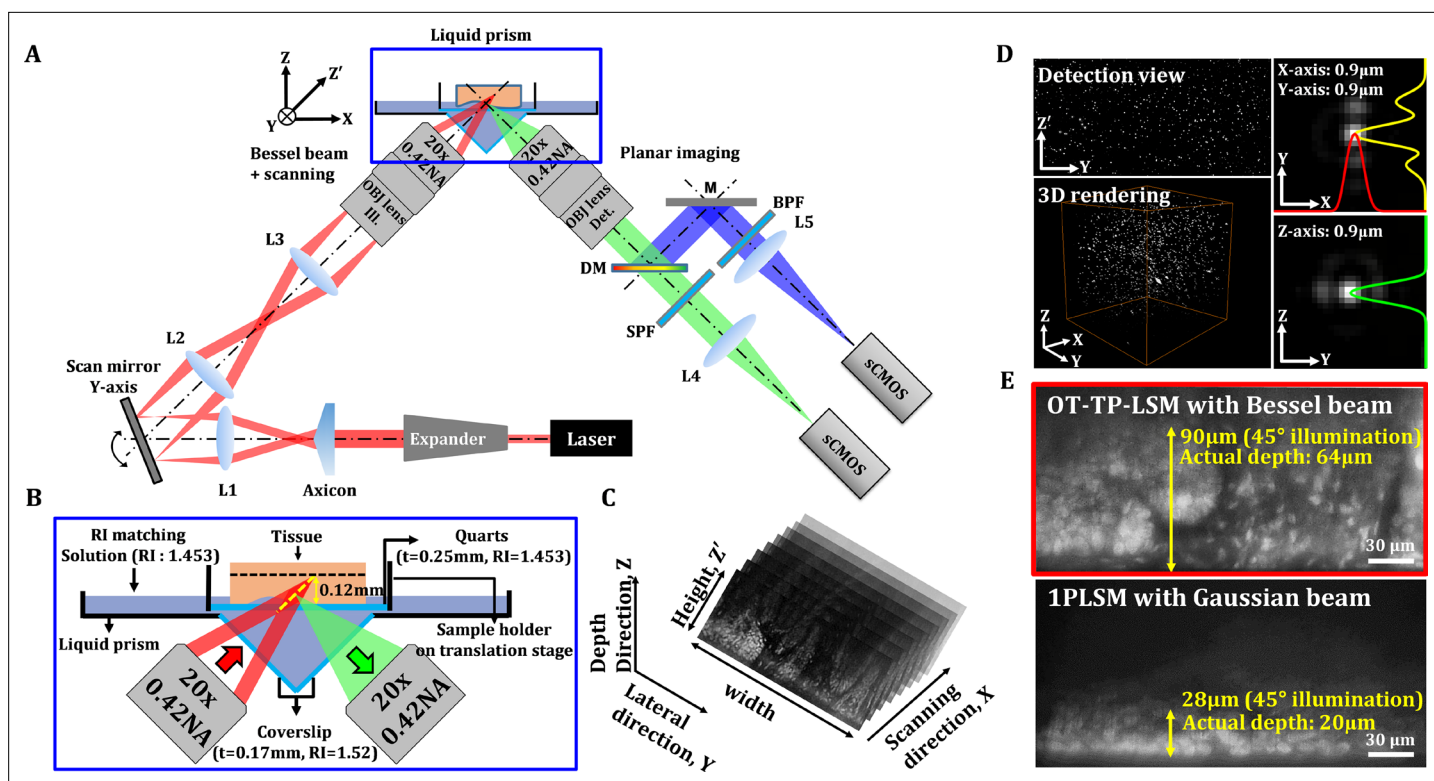 A
Liquid prism
Z
Z′
X
Y
Bessel beam
+ scanning
20x
0.42NA
OBJ lens
Ill.
20x
0.42NA
OBJ lens
Det.
Planar imaging
M
BPF
L5
DM
SPF
L4
sCMOS
sCMOS
L3
L2
Scan mirror
Y-axis
L1
Axicon
Expander
Laser
B
RI matching
Solution (RI : 1.453)
Tissue
Quarts
(t=0.25mm, RI=1.453)
0.12mm
Liquid prism
Sample holder
on translation stage
20x
0.42NA
20x
0.42NA
Coverslip
(t=0.17mm, RI=1.52)
C
Depth
Direction, Z
Height, Z′
width
Lateral
direction, Y
Scanning
direction, X
D
Detection view
Z′
Y
3D rendering
Z
X
Y
X-axis: 0.9μm
Y-axis: 0.9μm
Y
X
Z-axis: 0.9μm
Z
Y
E
OT-TP-LSM with Bessel beam
90μm (45° illumination)
Actual depth: 64μm
30 μm
1PLSM with Gaussian beam
28μm (45° illumination)
Actual depth: 20μm
30 μm